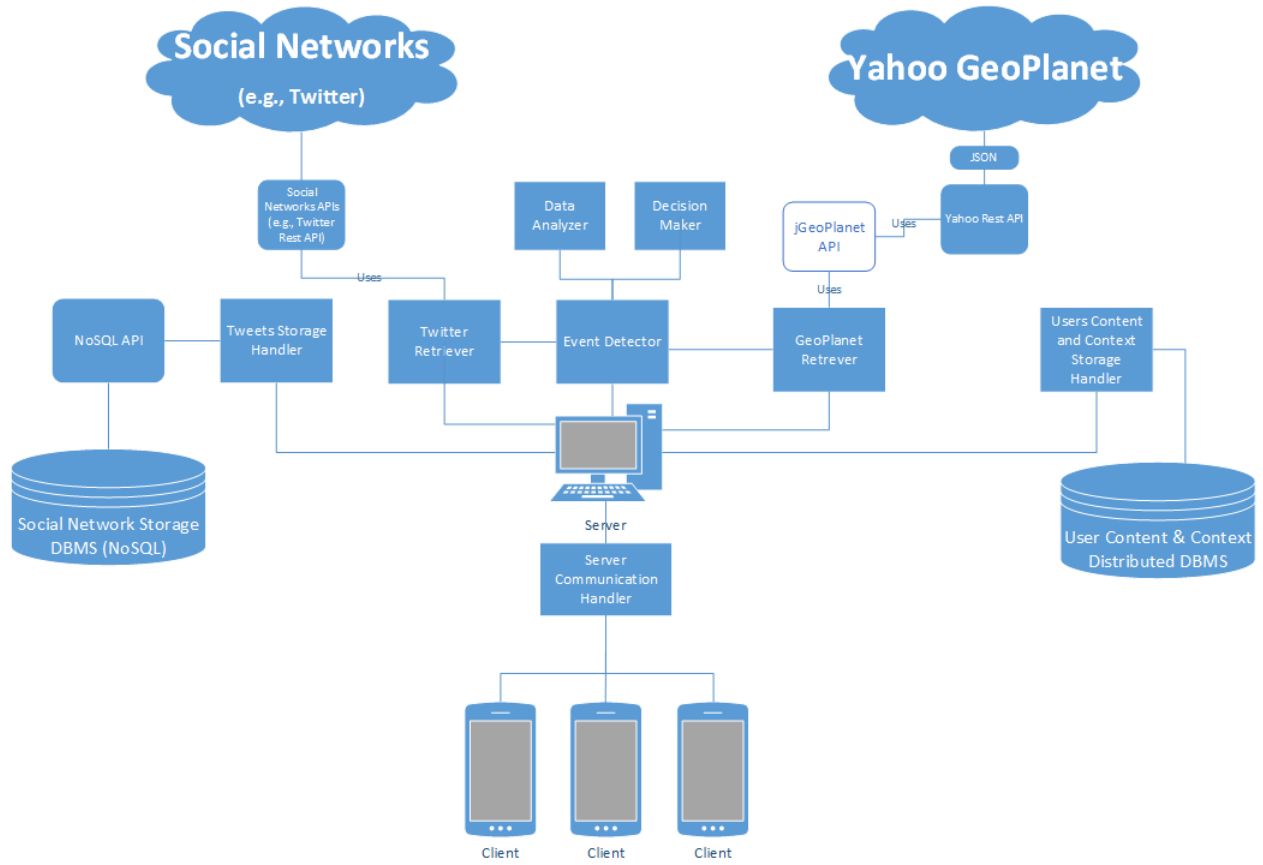 Social Networks
(e.g., Twitter)
Yahoo GeoPlanet
JSON
Social
Networks APIs
(e.g., Twitter
Rest API)
Data
Analyzer
Decision
Maker
jGeoPlanet
API
Uses
Yahoo Rest API
Uses
Uses
NoSQL API
Tweets Storage
Handler
Twitter
Retriever
Event Detector
GeoPlanet
Retrever
Users Content
and Context
Storage
Handler
Social Network Storage
DBMS (NoSQL)
Server
User Content & Context
Distributed DBMS
Server
Communication
Handler
Client
Client
Client